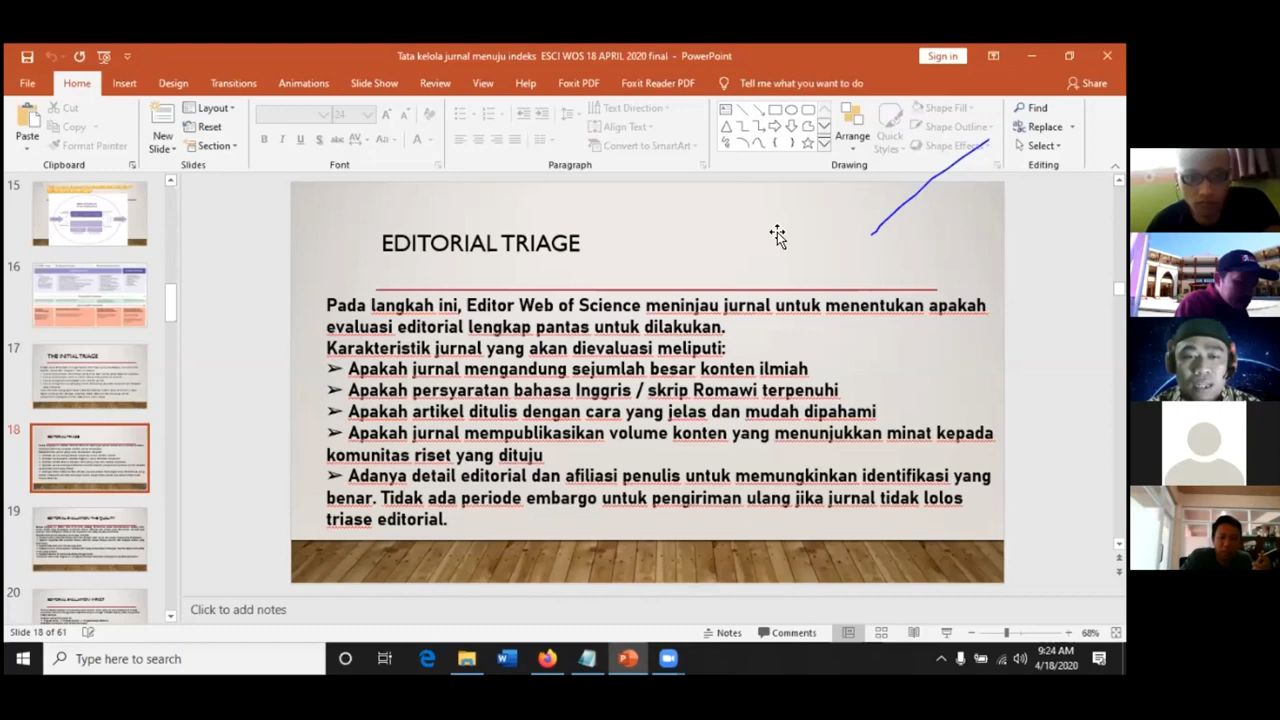 Tata kelola jurnal menuju indeks ESCI WOS 18 APRIL 2020 final - PowerPoint
Sign in
File Home Insert Design Transitions Animations Slide Show Review View Help Foxit PDF Foxit Reader PDF Tell me what you want to do Share
Cut
Copy
Format Painter
Paste
Clipboard
New
Slide
Layout
Reset
Section
Slides
24
Font
Text Direction
Align Text
Convert to SmartArt
Paragraph
Arrange
Quick
Styles
Shape Fill
Shape Outline
Shape Effects
Drawing
Find
Replace
Select
Editing
15
16
17
THE INITIAL TRIAGE
18
EDITORIAL TRIAGE
19
20
EDITORIAL TRIAGE
Pada langkah ini, Editor Web of Science meninjau jurnal untuk menentukan apakah
evaluasi editorial lengkap pantas untuk dilakukan.
Karakteristik jurnal yang akan dievaluasi meliputi:
➢ Apakah jurnal mengandung sejumlah besar konten ilmiah
➢ Apakah persyaratan bahasa Inggris / skrip Romawi terpenuhi
➢ Apakah artikel ditulis dengan cara yang jelas dan mudah dipahami
➢ Apakah jurnal mempublikasikan volume konten yang menunjukkan minat kepada
komunitas riset yang dituju
➢ Adanya detail editorial dan afiliasi penulis untuk memungkinkan identifikasi yang
benar. Tidak ada periode embargo untuk pengiriman ulang jika jurnal tidak lolos
triase editorial.
Click to add notes
Slide 18 of 61
Notes Comments 68%
Type here to search
9:24 AM
4/18/2020